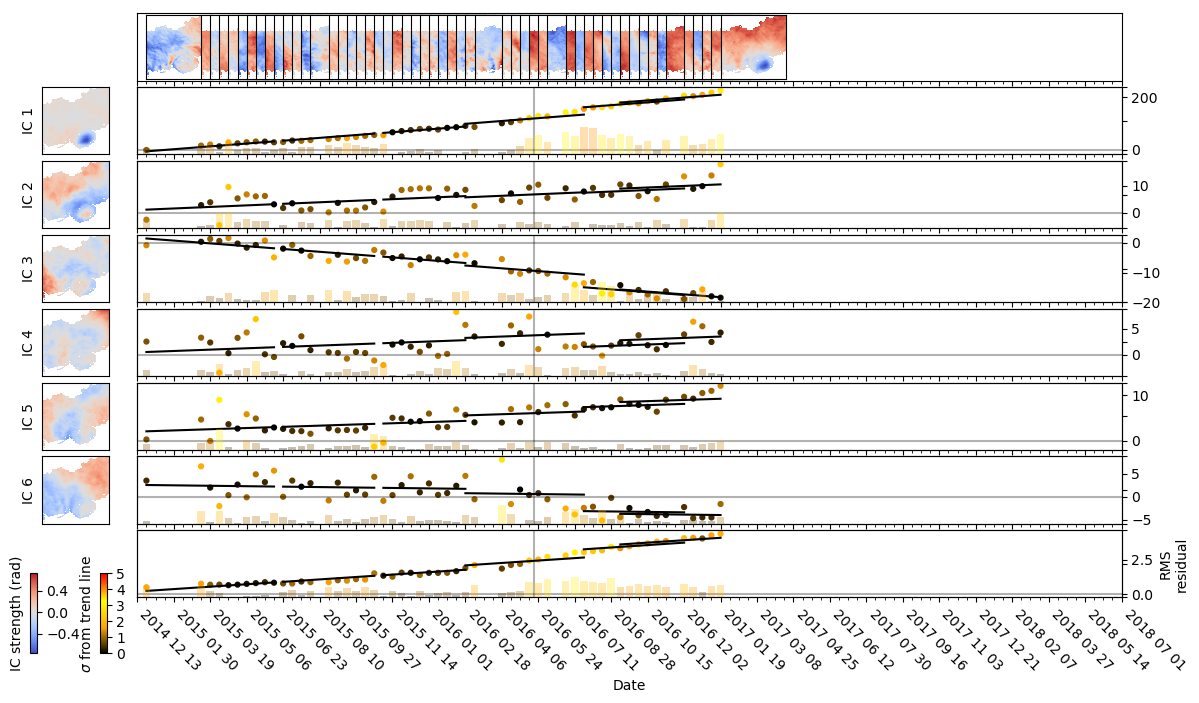 IC 1
200
0
IC 2
10
0
IC 3
0
−10
−20
IC 4
5
0
IC 5
10
0
IC 6
5
0
−5
2.5
0.0
RMS
residual
IC strength (rad)
0.4
0.0
−0.4
σ from trend line
5
4
3
2
1
0
2014 12 13
2015 01 30
2015 03 19
2015 05 06
2015 06 23
2015 08 10
2015 09 27
2015 11 14
2016 01 01
2016 02 18
2016 04 06
2016 05 24
2016 07 11
2016 08 28
2016 10 15
2016 12 02
2017 01 19
2017 03 08
2017 04 25
2017 06 12
2017 07 30
2017 09 16
2017 11 03
2017 12 21
2018 02 07
2018 03 27
2018 05 14
2018 07 01
Date